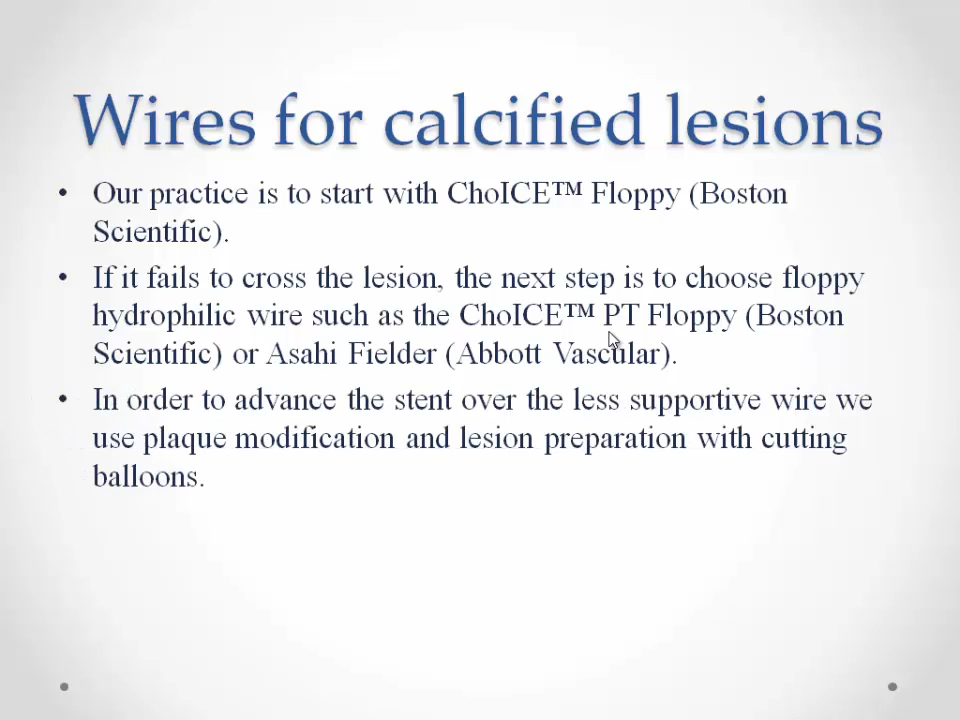 Wires for calcified lesions
• Our practice is to start with ChoICE™ Floppy (Boston
Scientific).
• If it fails to cross the lesion, the next step is to choose floppy
hydrophilic wire such as the ChoICE™ PT Floppy (Boston
Scientific) or Asahi Fielder (Abbott Vascular).
• In order to advance the stent over the less supportive wire we
use plaque modification and lesion preparation with cutting
balloons.